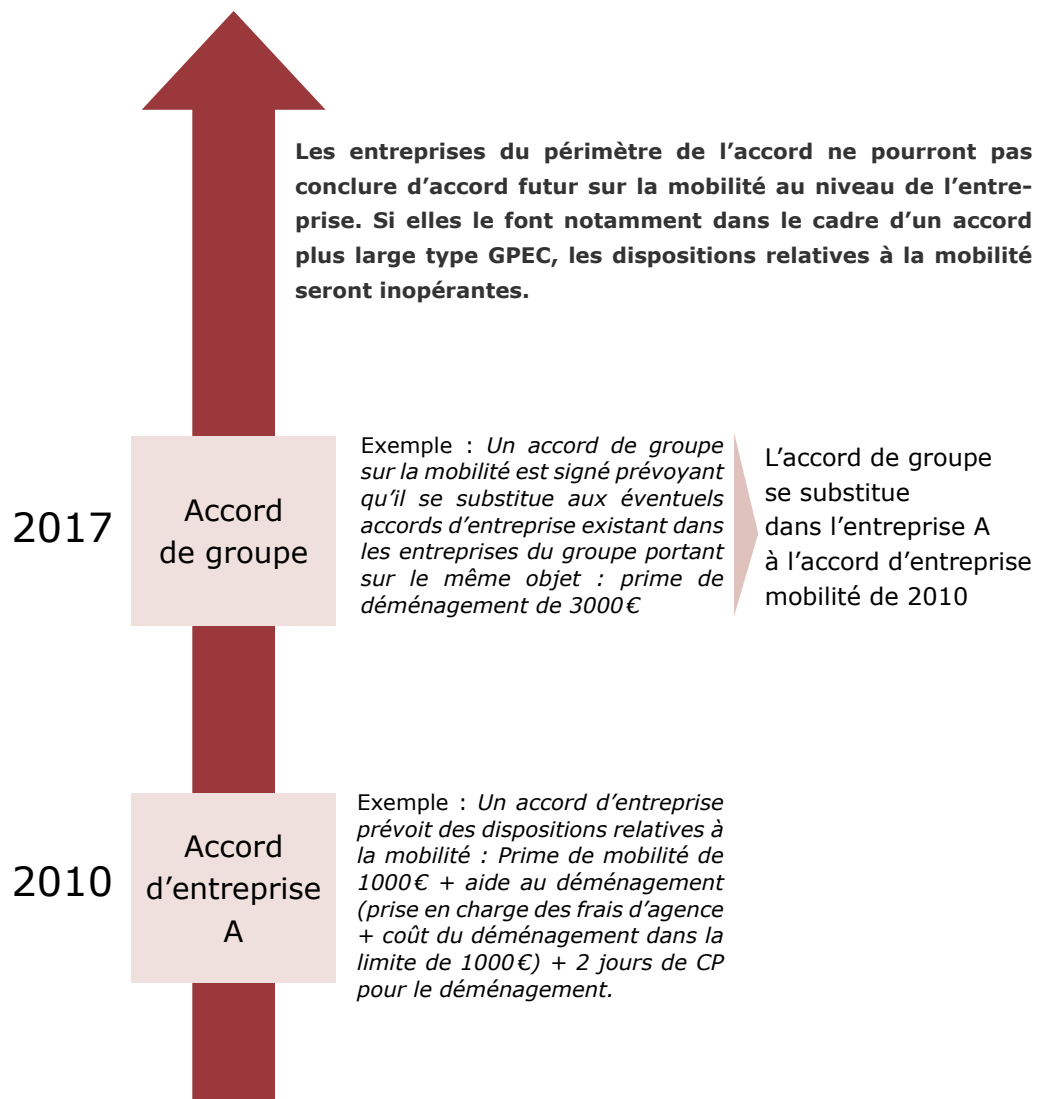 Les entreprises du périmètre de l’accord ne pourront pas
conclure d’accord futur sur la mobilité au niveau de l’entre-
prise. Si elles le font notamment dans le cadre d’un accord
plus large type GPEC, les dispositions relatives à la mobilité
seront inopérantes.
2017
Accord
de groupe
Exemple : Un accord de groupe
sur la mobilité est signé prévoyant
qu’il se substitue aux éventuels
accords d’entreprise existant dans
les entreprises du groupe portant
sur le même objet : prime de
déménagement de 3000 €
L’accord de groupe
se substitue
dans l’entreprise A
à l’accord d’entreprise
mobilité de 2010
2010
Accord
d’entreprise
A
Exemple : Un accord d’entreprise
prévoit des dispositions relatives à
la mobilité : Prime de mobilité de
1000 € + aide au déménagement
(prise en charge des frais d’agence
+ coût du déménagement dans la
limite de 1000 €) + 2 jours de CP
pour le déménagement.